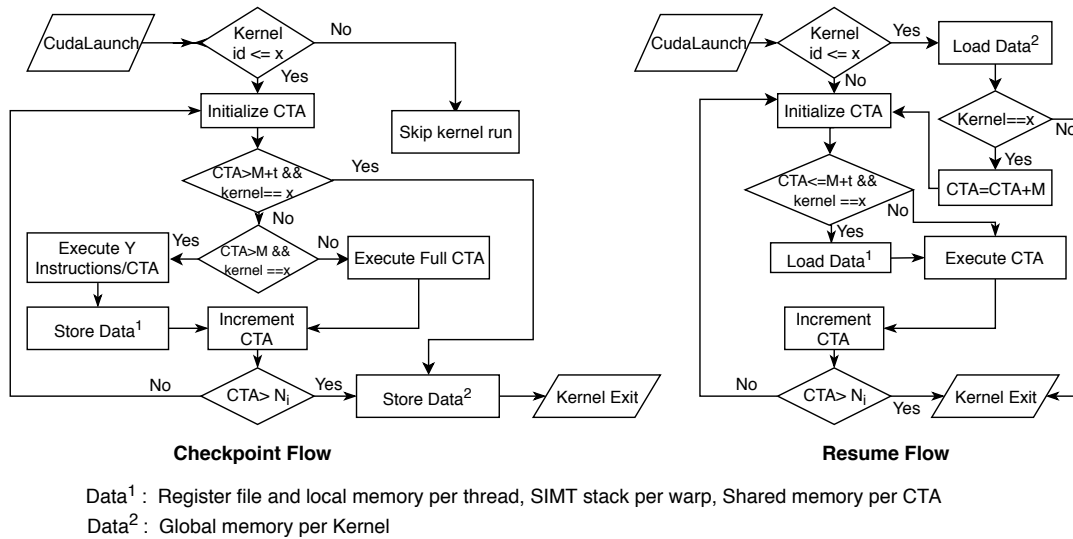 CudaLaunch
Kernel
id <= x
No
Yes
Initialize CTA
Skip kernel run
CTA>M+t &&
kernel== x
Yes
No
CTA>M &&
kernel ==x
Yes
No
Execute Y
Instructions/CTA
Execute Full CTA
Store Data¹
Increment
CTA
CTA> Nᵢ
No
Yes
Store Data²
Kernel Exit
Checkpoint Flow
CudaLaunch
Kernel
id <= x
Yes
No
Load Data²
Initialize CTA
Kernel==x
No
Yes
CTA=CTA+M
CTA<=M+t &&
kernel ==x
No
Yes
Load Data¹
Execute CTA
Increment
CTA
CTA> Nᵢ
No
Yes
Kernel Exit
Resume Flow
Data¹ : Register file and local memory per thread, SIMT stack per warp, Shared memory per CTA
Data² : Global memory per Kernel